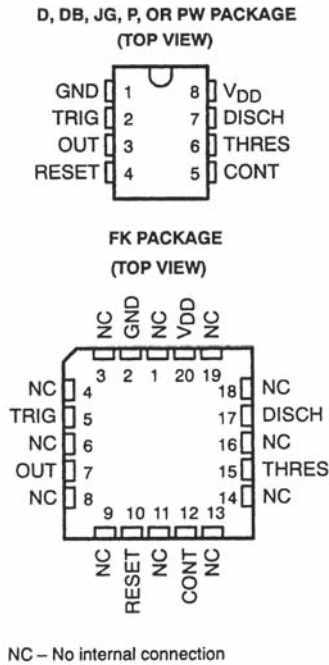 D, DB, JG, P, OR PW PACKAGE
(TOP VIEW)
GND 1 8 VDD
TRIG 2 7 DISCH
OUT 3 6 THRES
RESET 4 5 CONT
FK PACKAGE
(TOP VIEW)
NC GND NC VDD NC
3 2 1 20 19
NC 4 18 NC
TRIG 5 17 DISCH
NC 6 16 NC
OUT 7 15 THRES
NC 8 14 NC
9 10 11 12 13
NC RESET NC CONT NC
NC – No internal connection